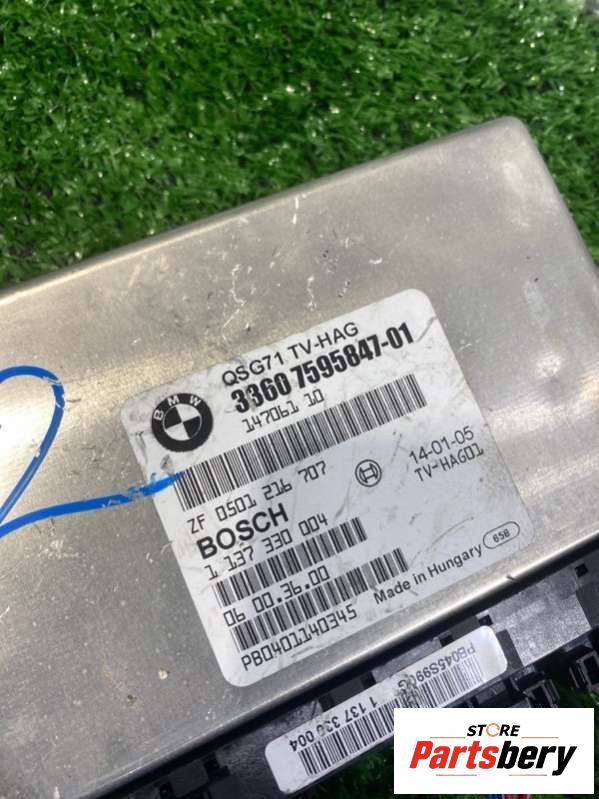 BMW
QSG71 TV-HAG
3360 7595847-01
147061 10
ZF 0501 216 707
14-01-05
TV-HAG01
BOSCH
1 137 330 004
06 00.36.00
Made in Hungary
658
PB0401140345
1 137 330 004
STORE
Partsbery